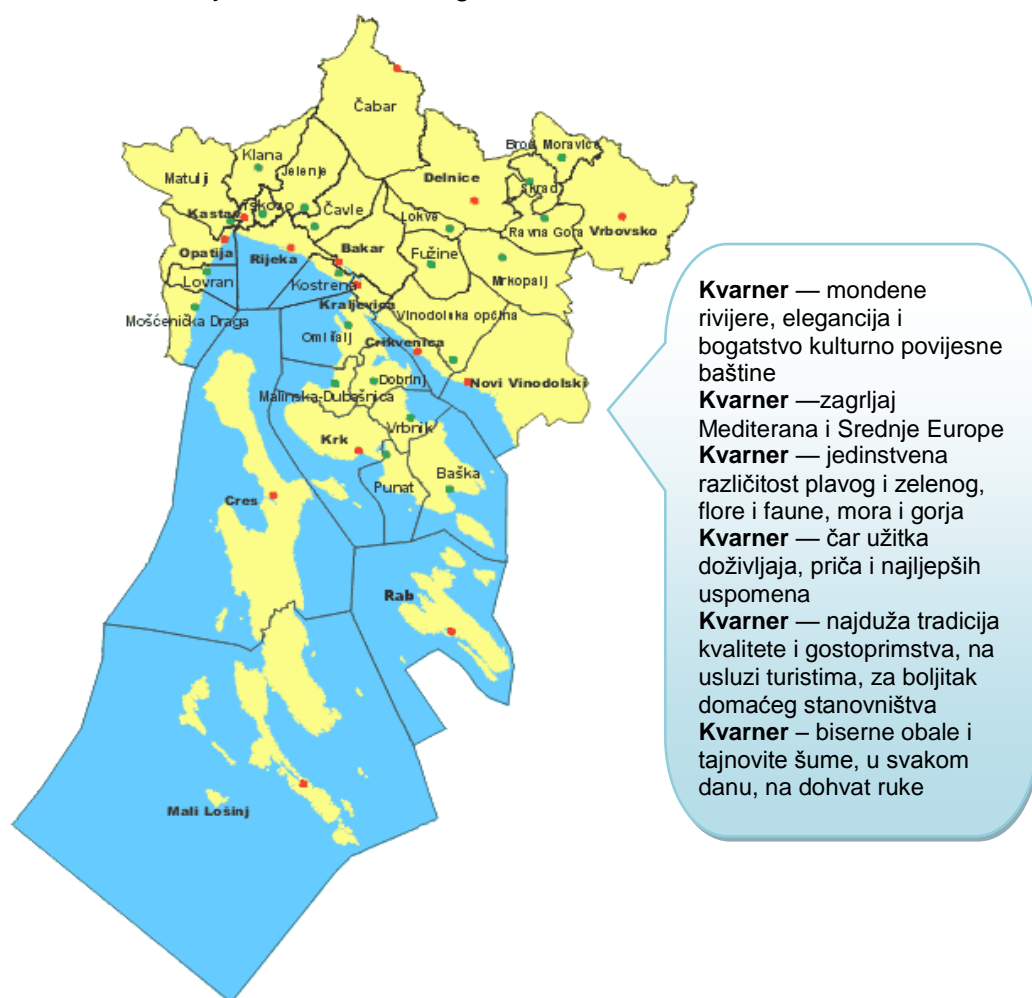 Čabar
Klana
Jelenje
Matulji
Brod Moravice
Skrad
Delnice
Kastav
Čavle
Lokve
Ravna Gora
Vrbovsko
Opatija
Rijeka
Bakar
Fužine
Lovran
Kostrena
Mrkopalj
Mošćenička Draga
Kraljevica
Vinodolska općina
Omišalj
Crikvenica
Dobrinj
Novi Vinodolski
Malinska-Dubašnica
Vrbnik
Krk
Baška
Punat
Cres
Rab
Mali Lošinj
Kvarner — mondene
rivijere, elegancija i
bogatstvo kulturno povijesne
baštine
Kvarner —zagrljaj
Mediterana i Srednje Europe
Kvarner — jedinstvena
različitost plavog i zelenog,
flore i faune, mora i gorja
Kvarner — čar užitka
doživljaja, priča i najljepših
uspomena
Kvarner — najduža tradicija
kvalitete i gostoprimstva, na
usluzi turistima, za boljitak
domaćeg stanovništva
Kvarner – biserne obale i
tajnovite šume, u svakom
danu, na dohvat ruke